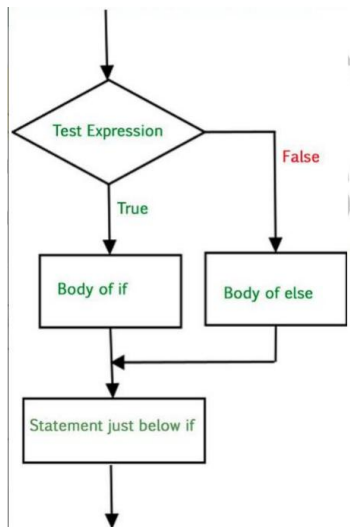 Test Expression
False
True
Body of if
Body of else
Statement just below if